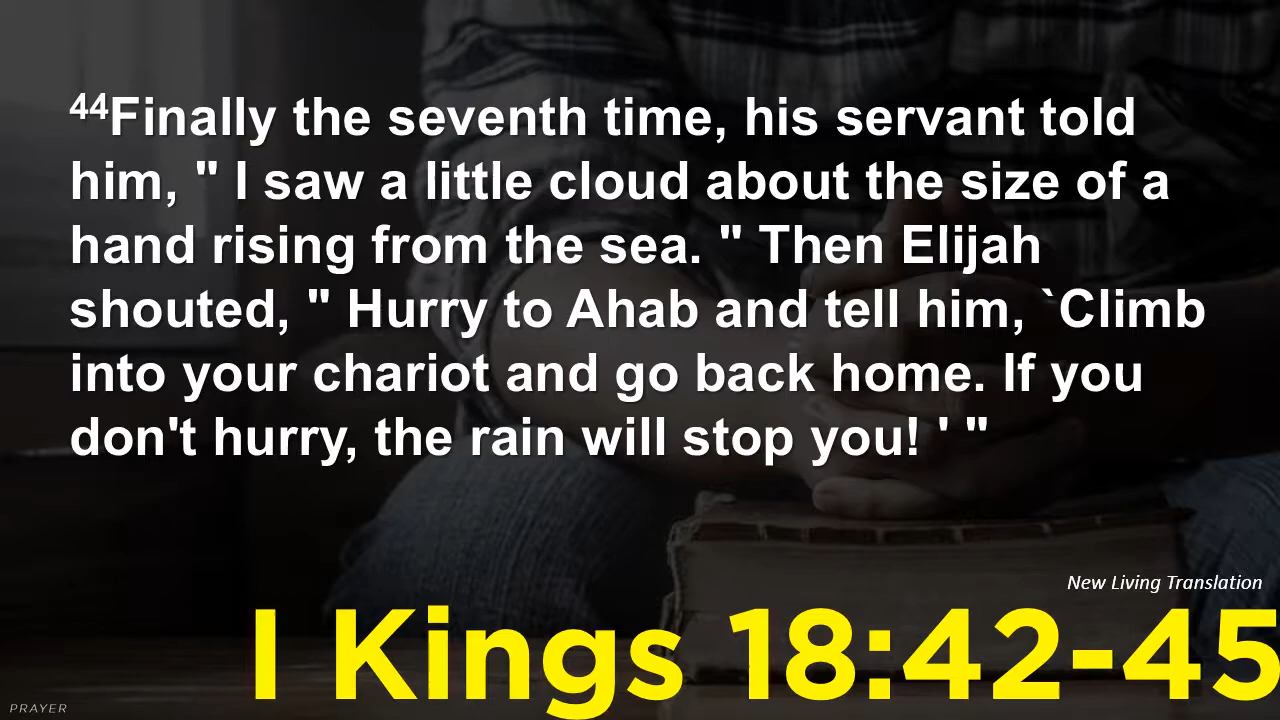 44Finally the seventh time, his servant told
him, " I saw a little cloud about the size of a
hand rising from the sea. " Then Elijah
shouted, " Hurry to Ahab and tell him, `Climb
into your chariot and go back home. If you
don't hurry, the rain will stop you! ' "
New Living Translation
I Kings 18:42-45
PRAYER